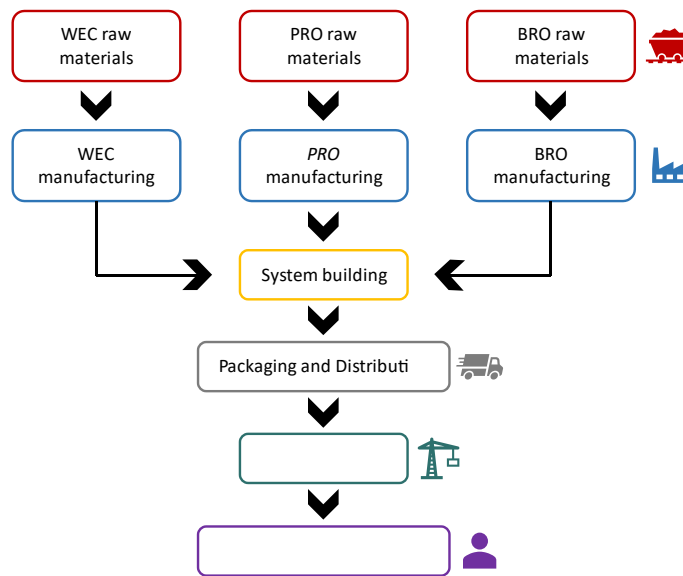 WEC raw
materials
PRO raw
materials
BRO raw
materials
WEC
manufacturing
PRO
manufacturing
BRO
manufacturing
System building
Packaging and Distributi